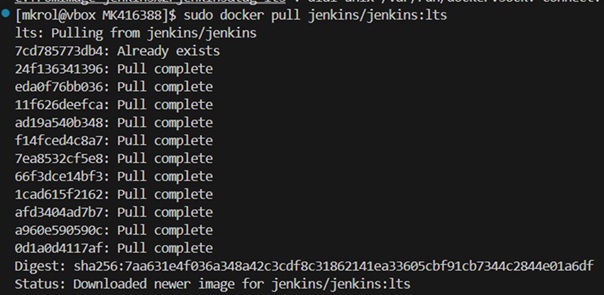 [mkrol@vbox MK416388]$ sudo docker pull jenkins/jenkins:lts
lts: Pulling from jenkins/jenkins
7cd785773db4: Already exists
24f136341396: Pull complete
eda0f76bb036: Pull complete
11f626deefca: Pull complete
ad19a540b348: Pull complete
f14fced4c8a7: Pull complete
7ea8532cf5e8: Pull complete
66f3dce14bf3: Pull complete
1cad615f2162: Pull complete
afd3404ad7b7: Pull complete
a960e590590c: Pull complete
0d1a0d4117af: Pull complete
Digest: sha256:7aa631e4f036a348a42c3cdf8c31862141ea33605cbf91cb7344c2844e01a6df
Status: Downloaded newer image for jenkins/jenkins:lts